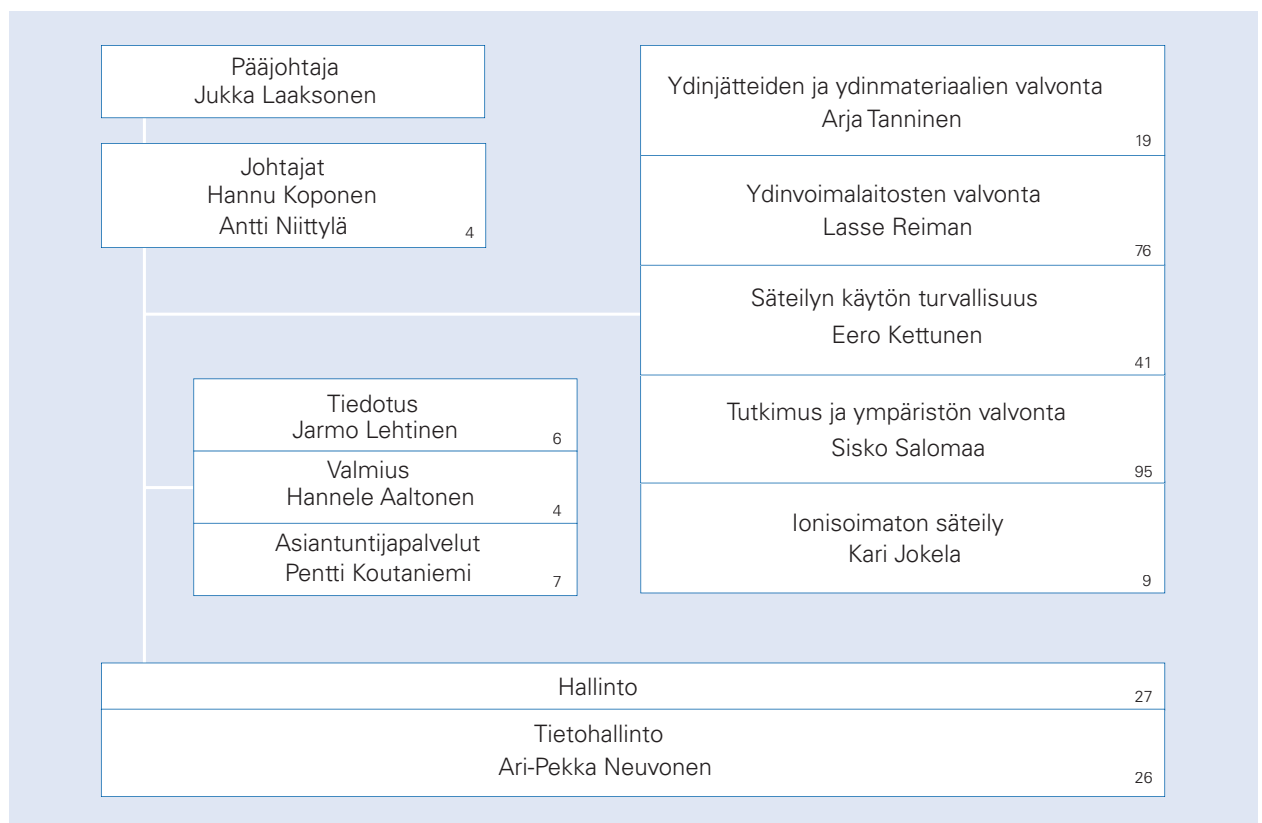 Pääjohtaja
Jukka Laaksonen
Johtajat
Hannu Koponen
Antti Niittylä 4
Ydinjätteiden ja ydinmateriaalien valvonta
Arja Tanninen
19
Ydinvoimalaitosten valvonta
Lasse Reiman
76
Säteilyn käytön turvallisuus
Eero Kettunen
41
Tutkimus ja ympäristön valvonta
Sisko Salomaa
95
Ionisoimaton säteily
Kari Jokela
9
Tiedotus
Jarmo Lehtinen 6
Valmius
Hannele Aaltonen 4
Asiantuntijapalvelut
Pentti Koutaniemi 7
Hallinto 27
Tietohallinto
Ari-Pekka Neuvonen 26